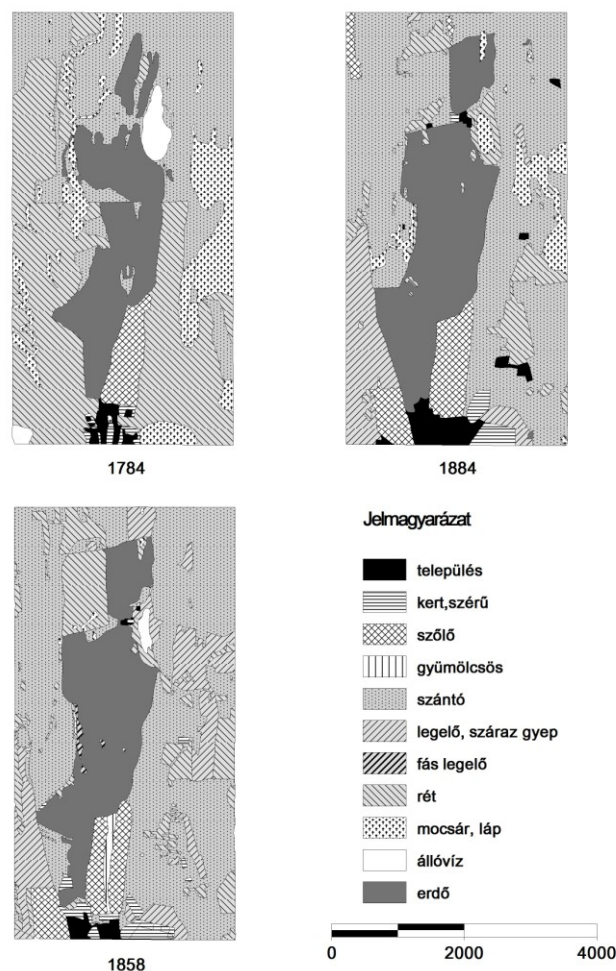 1784
1884
1858
Jelmagyarázat
település
kert,szérű
szőlő
gyümölcsös
szántó
legelő, száraz gyep
fás legelő
rét
mocsár, láp
állóvíz
erdő
0 2000 4000